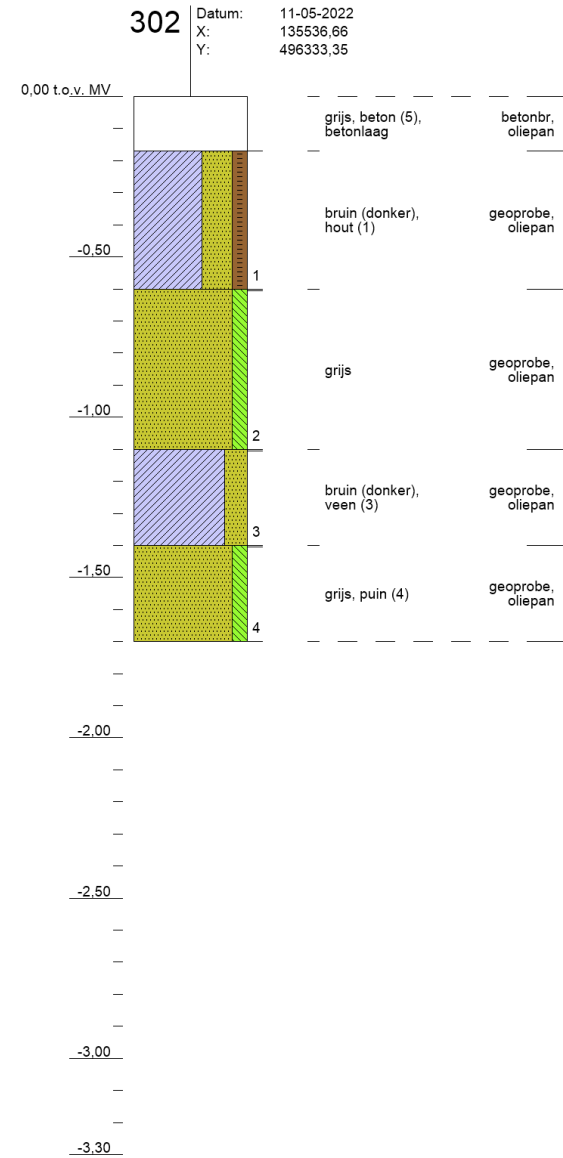 302
Datum: 11-05-2022
X: 135536,66
Y: 496333,35
0,00 t.o.v. MV
grijs, beton (5), betonbr,
betonlaag oliepan
bruin (donker), geoprobe,
hout (1) oliepan
-0,50
1
grijs geoprobe,
oliepan
-1,00
2
bruin (donker), geoprobe,
veen (3) oliepan
3
-1,50
grijs, puin (4) geoprobe,
oliepan
4
-2,00
-2,50
-3,00
-3,30